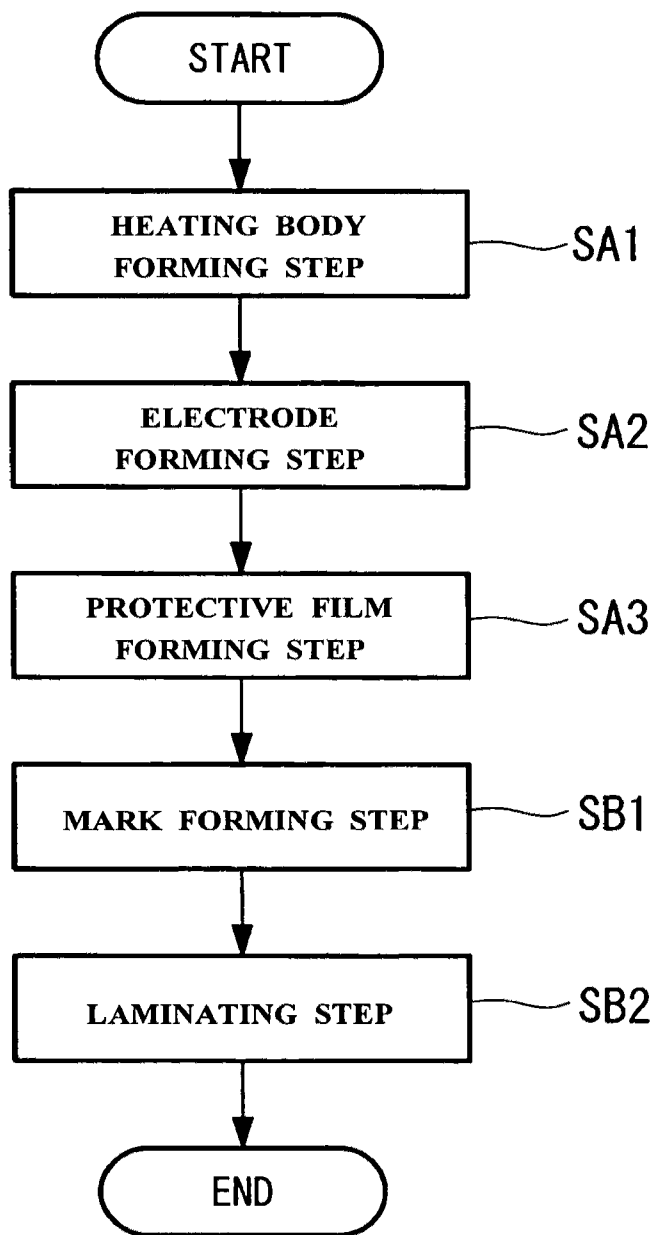 START
HEATING BODY
FORMING STEP
SA1
ELECTRODE
FORMING STEP
SA2
PROTECTIVE FILM
FORMING STEP
SA3
MARK FORMING STEP
SB1
LAMINATING STEP
SB2
END